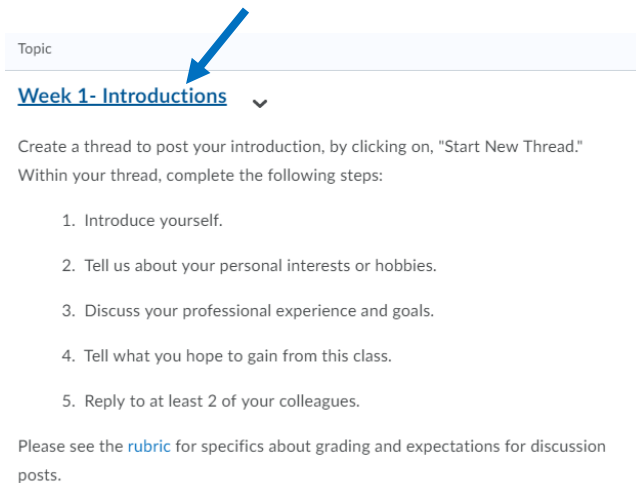 Topic
Week 1- Introductions
Create a thread to post your introduction, by clicking on, "Start New Thread."
Within your thread, complete the following steps:
1. Introduce yourself.
2. Tell us about your personal interests or hobbies.
3. Discuss your professional experience and goals.
4. Tell what you hope to gain from this class.
5. Reply to at least 2 of your colleagues.
Please see the rubric for specifics about grading and expectations for discussion
posts.